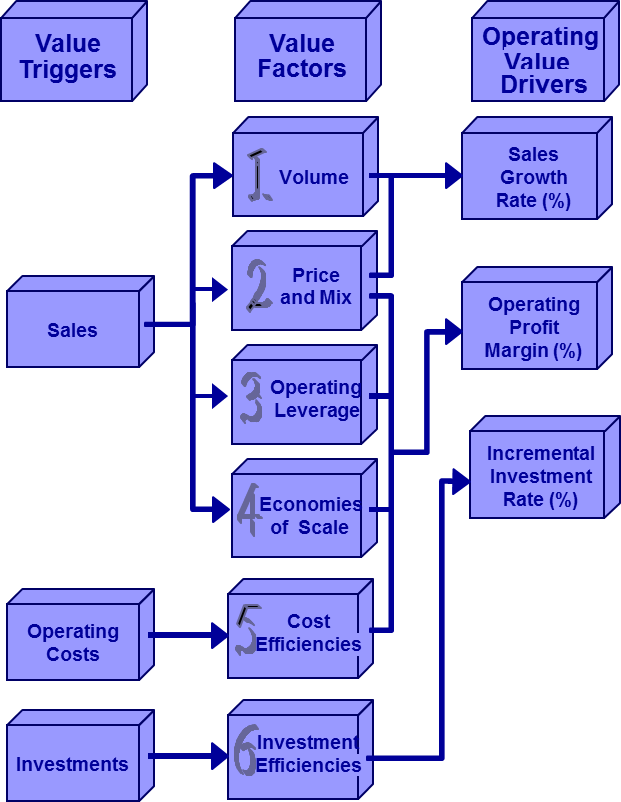 Value
Triggers
Value
Factors
Operating
Value
Drivers
1 Volume
Sales
Growth
Rate (%)
2 Price
and Mix
Operating
Profit
Margin (%)
Sales
3 Operating
Leverage
Incremental
Investment
Rate (%)
4 Economies
of Scale
Operating
Costs
5 Cost
Efficiencies
Investments
6 Investment
Efficiencies